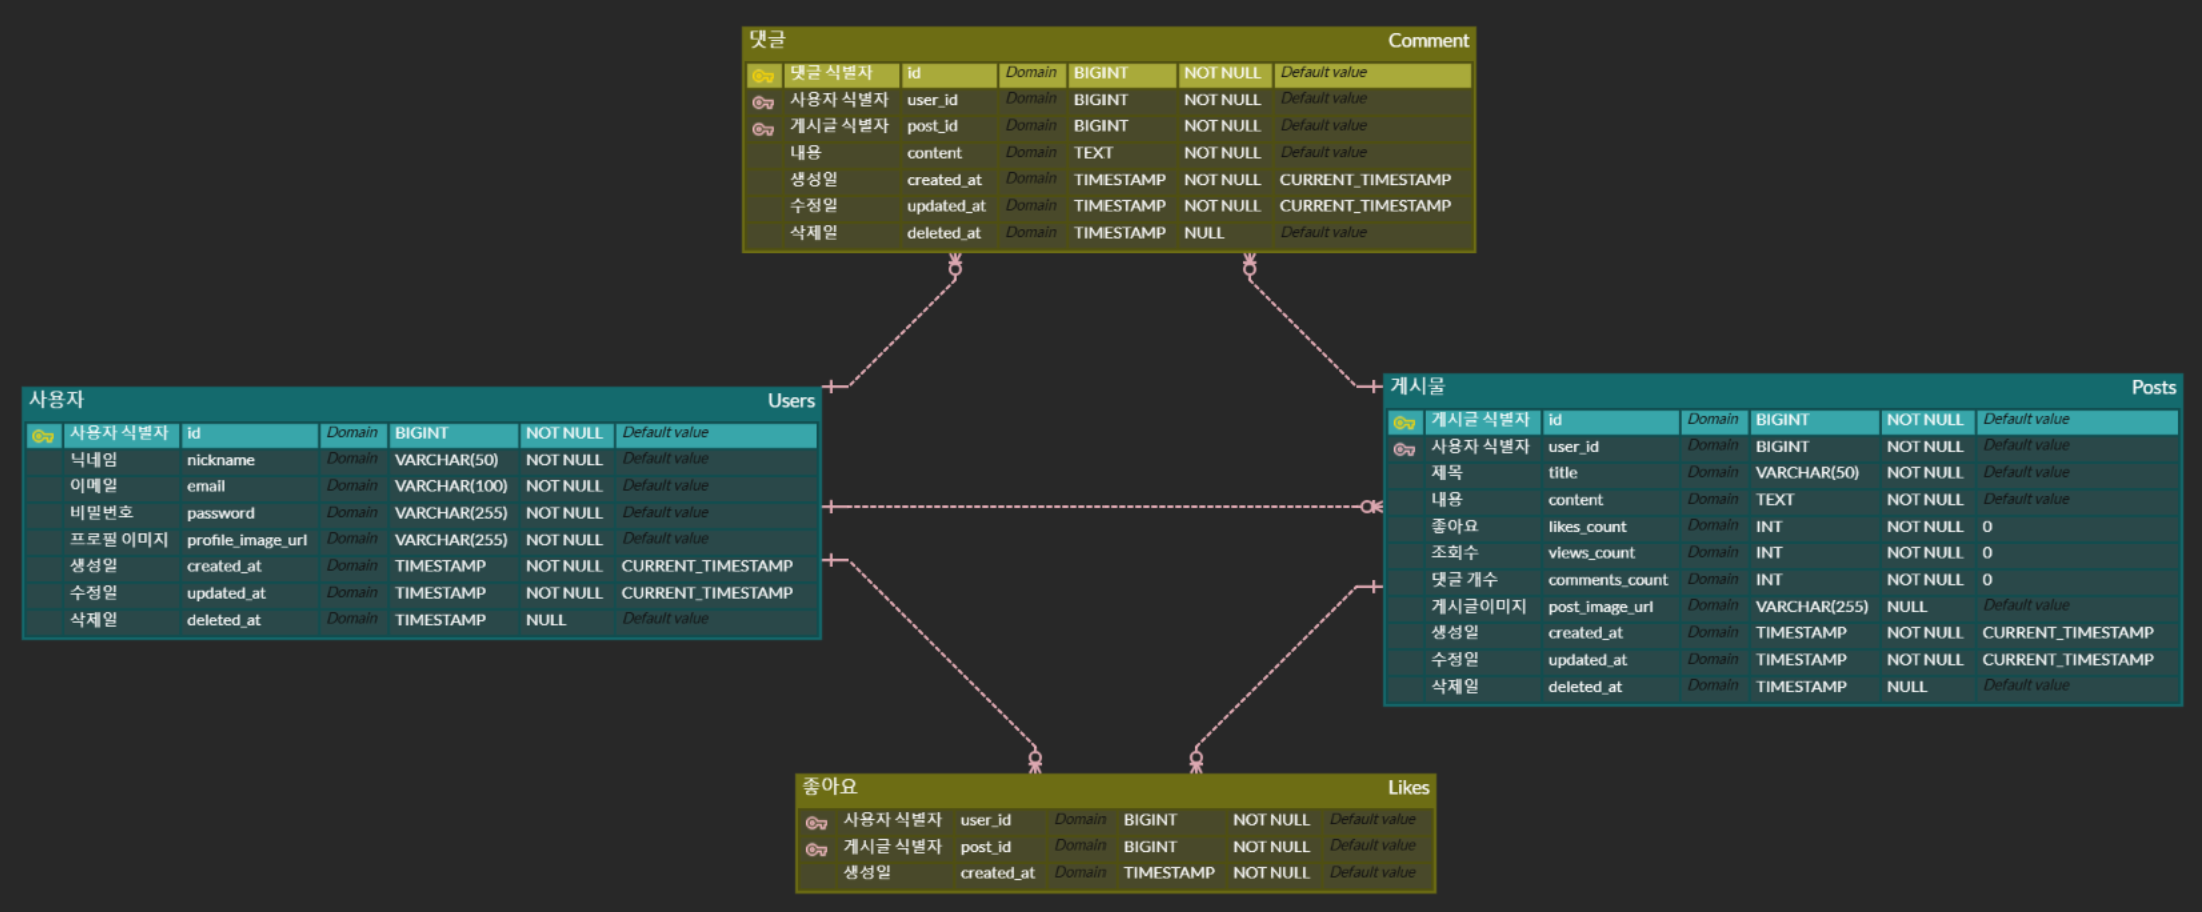 댓글 Comment
댓글 식별자 id Domain BIGINT NOT NULL Default value
사용자 식별자 user_id Domain BIGINT NOT NULL Default value
게시글 식별자 post_id Domain BIGINT NOT NULL Default value
내용 content Domain TEXT NOT NULL Default value
생성일 created_at Domain TIMESTAMP NOT NULL CURRENT_TIMESTAMP
수정일 updated_at Domain TIMESTAMP NOT NULL CURRENT_TIMESTAMP
삭제일 deleted_at Domain TIMESTAMP NULL Default value
사용자 Users
사용자 식별자 id Domain BIGINT NOT NULL Default value
닉네임 nickname Domain VARCHAR(50) NOT NULL Default value
이메일 email Domain VARCHAR(100) NOT NULL Default value
비밀번호 password Domain VARCHAR(255) NOT NULL Default value
프로필 이미지 profile_image_url Domain VARCHAR(255) NOT NULL Default value
생성일 created_at Domain TIMESTAMP NOT NULL CURRENT_TIMESTAMP
수정일 updated_at Domain TIMESTAMP NOT NULL CURRENT_TIMESTAMP
삭제일 deleted_at Domain TIMESTAMP NULL Default value
게시물 Posts
게시글 식별자 id Domain BIGINT NOT NULL Default value
사용자 식별자 user_id Domain BIGINT NOT NULL Default value
제목 title Domain VARCHAR(50) NOT NULL Default value
내용 content Domain TEXT NOT NULL Default value
좋아요 likes_count Domain INT NOT NULL 0
조회수 views_count Domain INT NOT NULL 0
댓글 개수 comments_count Domain INT NOT NULL 0
게시글이미지 post_image_url Domain VARCHAR(255) NULL Default value
생성일 created_at Domain TIMESTAMP NOT NULL CURRENT_TIMESTAMP
수정일 updated_at Domain TIMESTAMP NOT NULL CURRENT_TIMESTAMP
삭제일 deleted_at Domain TIMESTAMP NULL Default value
좋아요 Likes
사용자 식별자 user_id Domain BIGINT NOT NULL Default value
게시글 식별자 post_id Domain BIGINT NOT NULL Default value
생성일 created_at Domain TIMESTAMP NOT NULL Default value